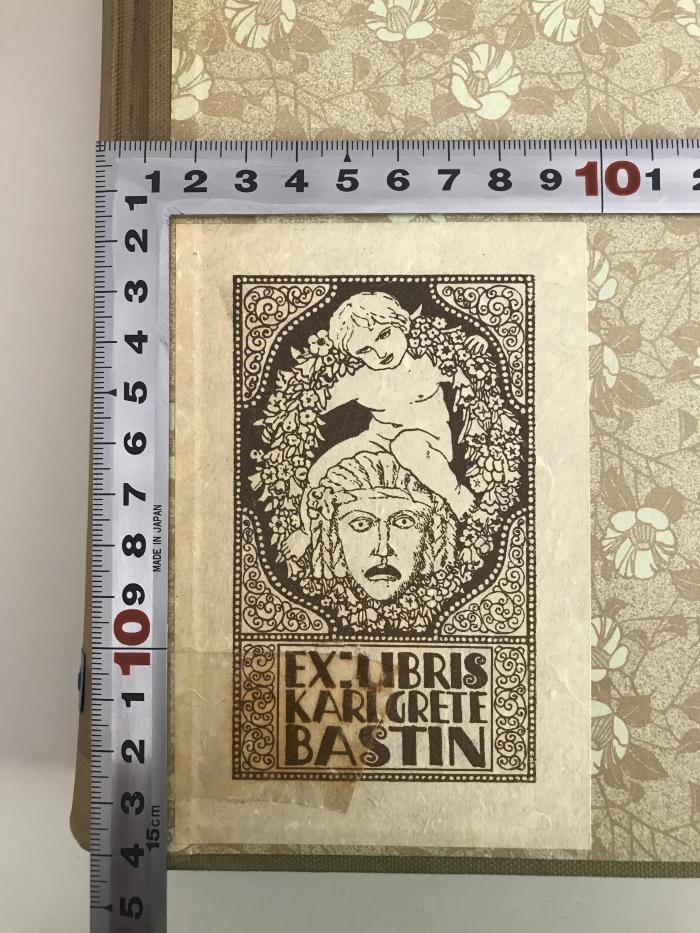 1 2 3 4 5 6 7 8 9 10 1 2
1 2 3 4 5 6 7 8 9 10 1 2 3 4 5
MADE IN JAPAN
15cm
EX:LIBRIS
KARL GRETE
BASTIN